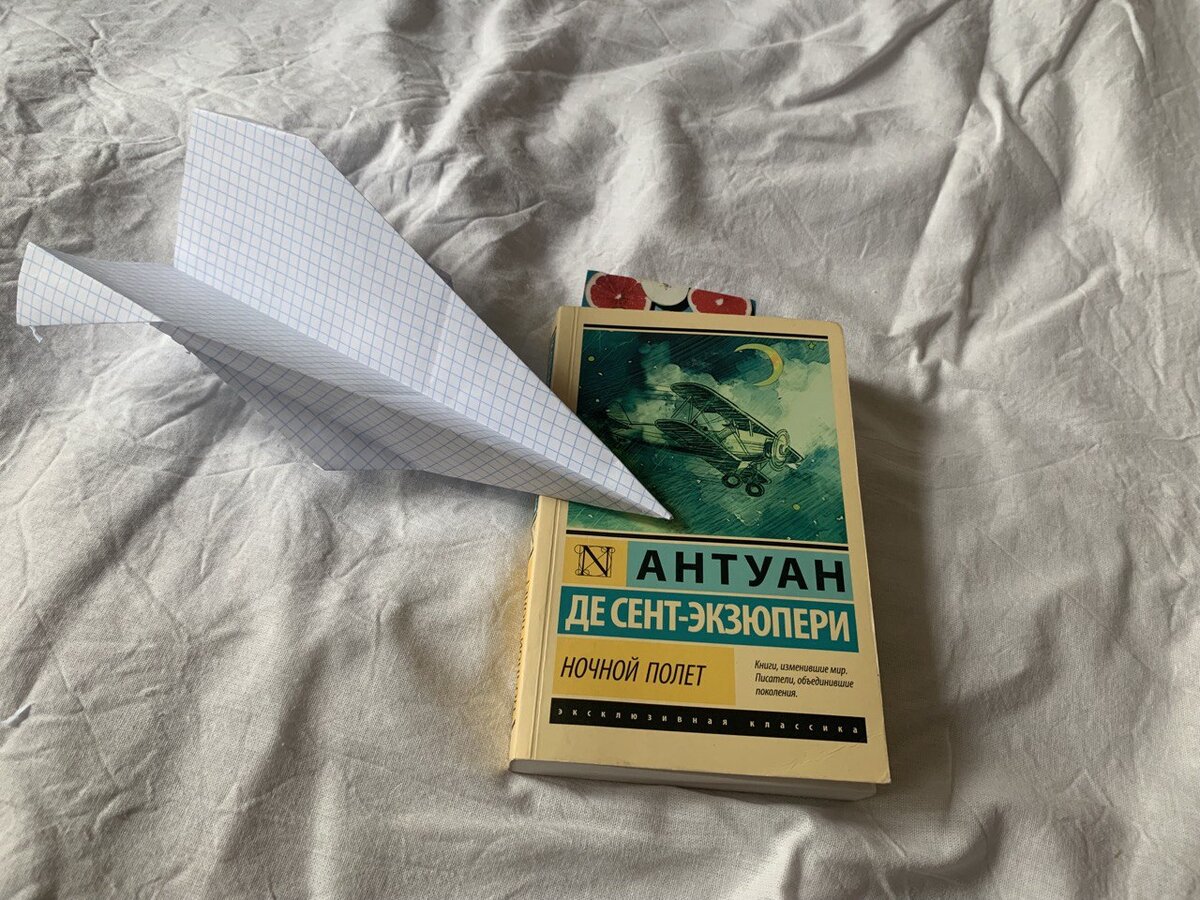 N АНТУАН
ДЕ СЕНТ-ЭКЗЮПЕРИ
НОЧНОЙ ПОЛЕТ
Книги, изменившие мир.
Писатели, объединившие
поколения.
эксклюзивная классика